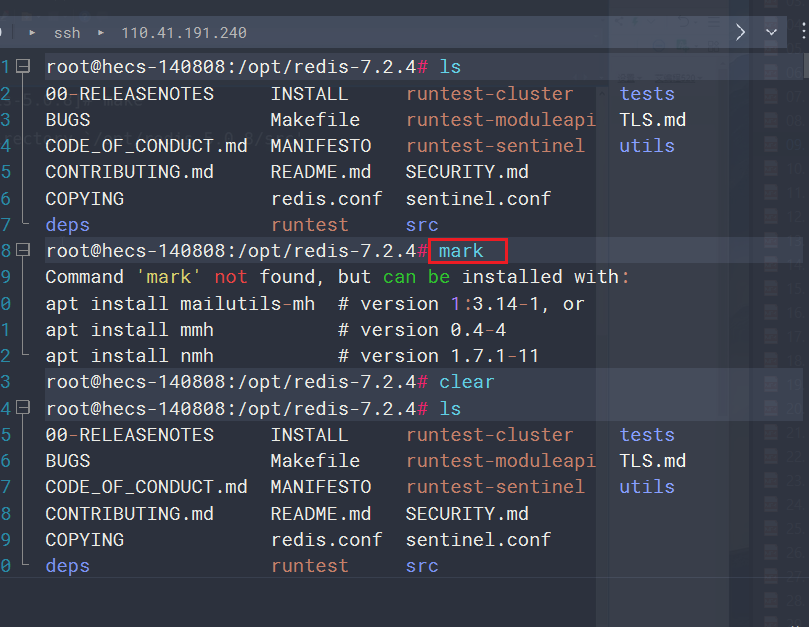 ssh ▸ 110.41.191.240
1 root@hecs-140808:/opt/redis-7.2.4# ls
2 00-RELEASENOTES INSTALL runtest-cluster tests
3 BUGS Makefile runtest-moduleapi TLS.md
4 CODE_OF_CONDUCT.md MANIFESTO runtest-sentinel utils
5 CONTRIBUTING.md README.md SECURITY.md
6 COPYING redis.conf sentinel.conf
7 deps runtest src
8 root@hecs-140808:/opt/redis-7.2.4# mark
9 Command 'mark' not found, but can be installed with:
0 apt install mailutils-mh # version 1:3.14-1, or
1 apt install mmh # version 0.4-4
2 apt install nmh # version 1.7.1-11
3 root@hecs-140808:/opt/redis-7.2.4# clear
4 root@hecs-140808:/opt/redis-7.2.4# ls
5 00-RELEASENOTES INSTALL runtest-cluster tests
6 BUGS Makefile runtest-moduleapi TLS.md
7 CODE_OF_CONDUCT.md MANIFESTO runtest-sentinel utils
8 CONTRIBUTING.md README.md SECURITY.md
9 COPYING redis.conf sentinel.conf
0 deps runtest src